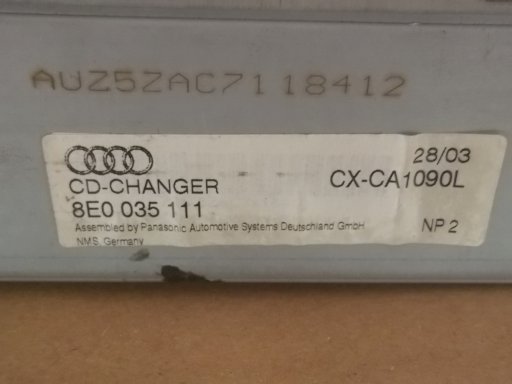 AUZ5ZAC7118412
28/03
CD-CHANGER CX-CA1090L
8E0 035 111
Assembled by Panasonic Automotive Systems Deutschland GmbH NP 2
NMS, Germany